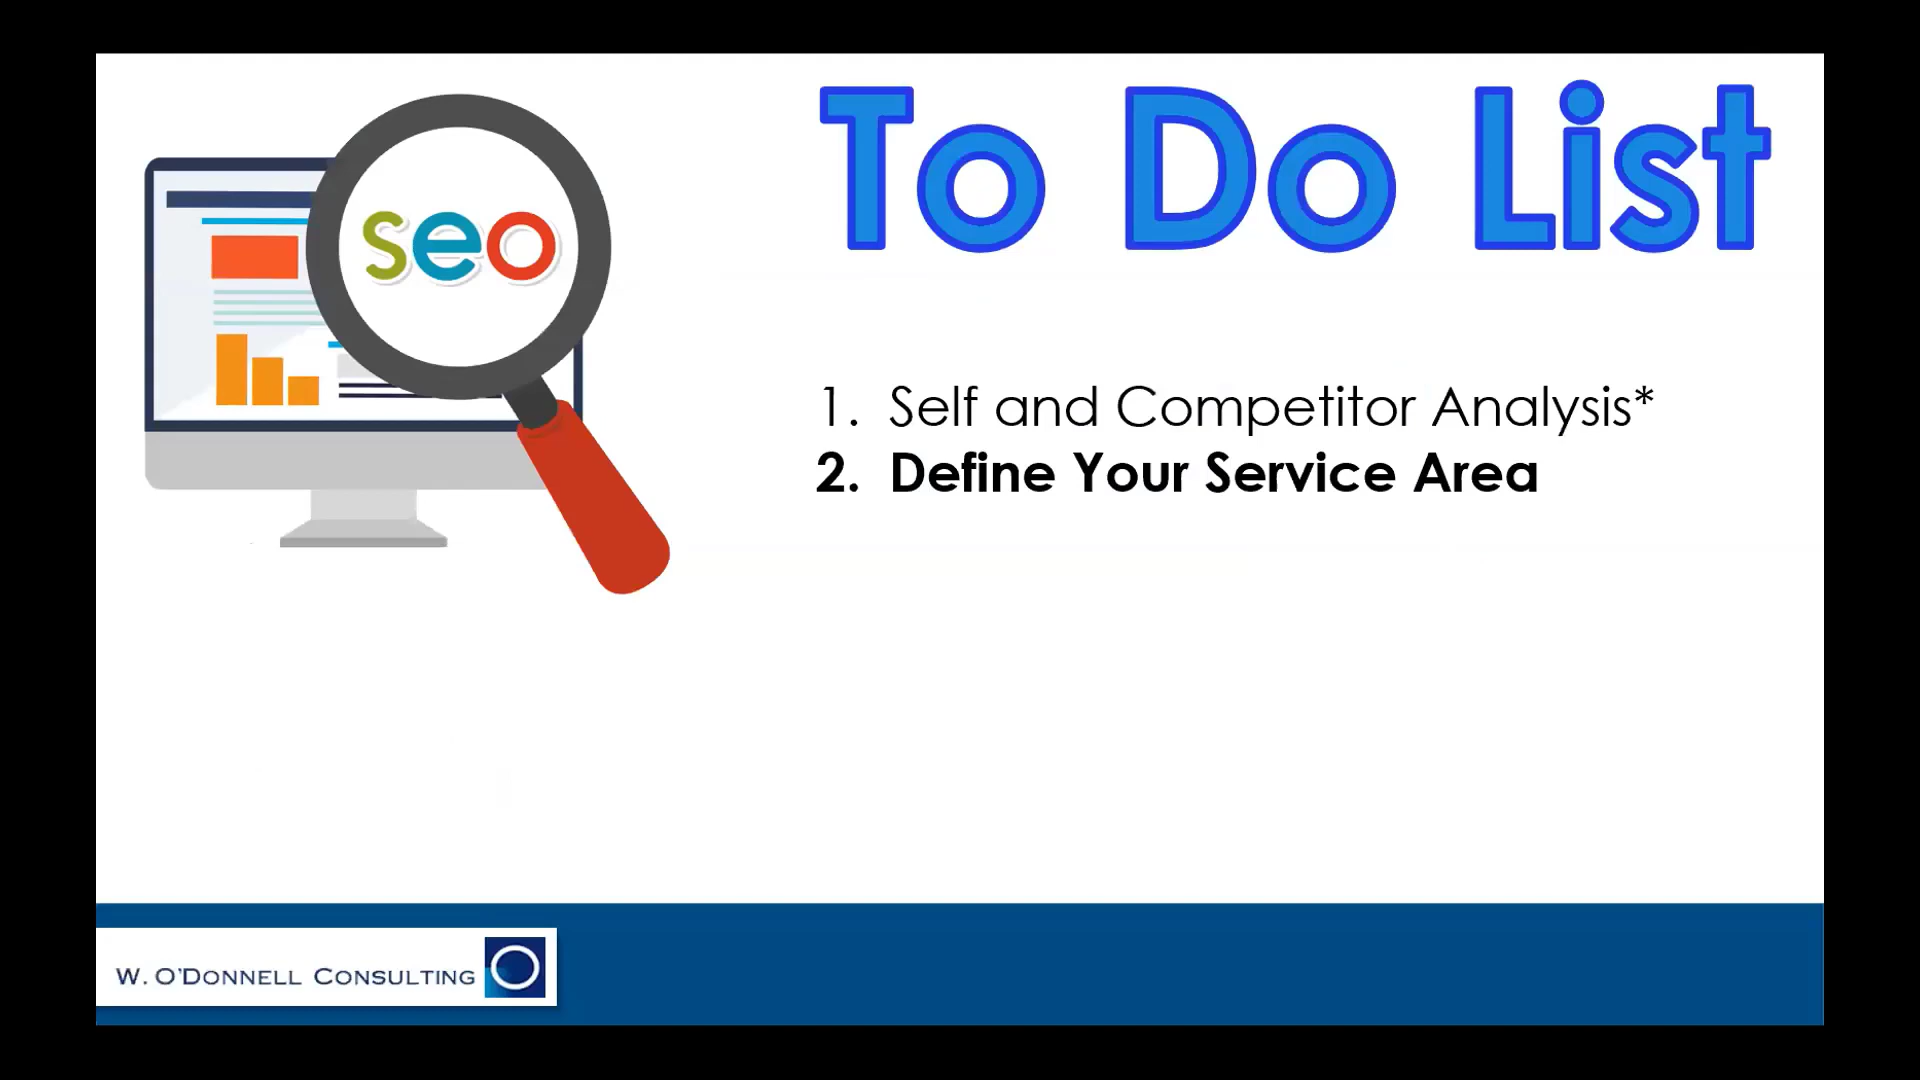 To Do List
seo
1. Self and Competitor Analysis*
2. Define Your Service Area
W. O'DONNELL CONSULTING